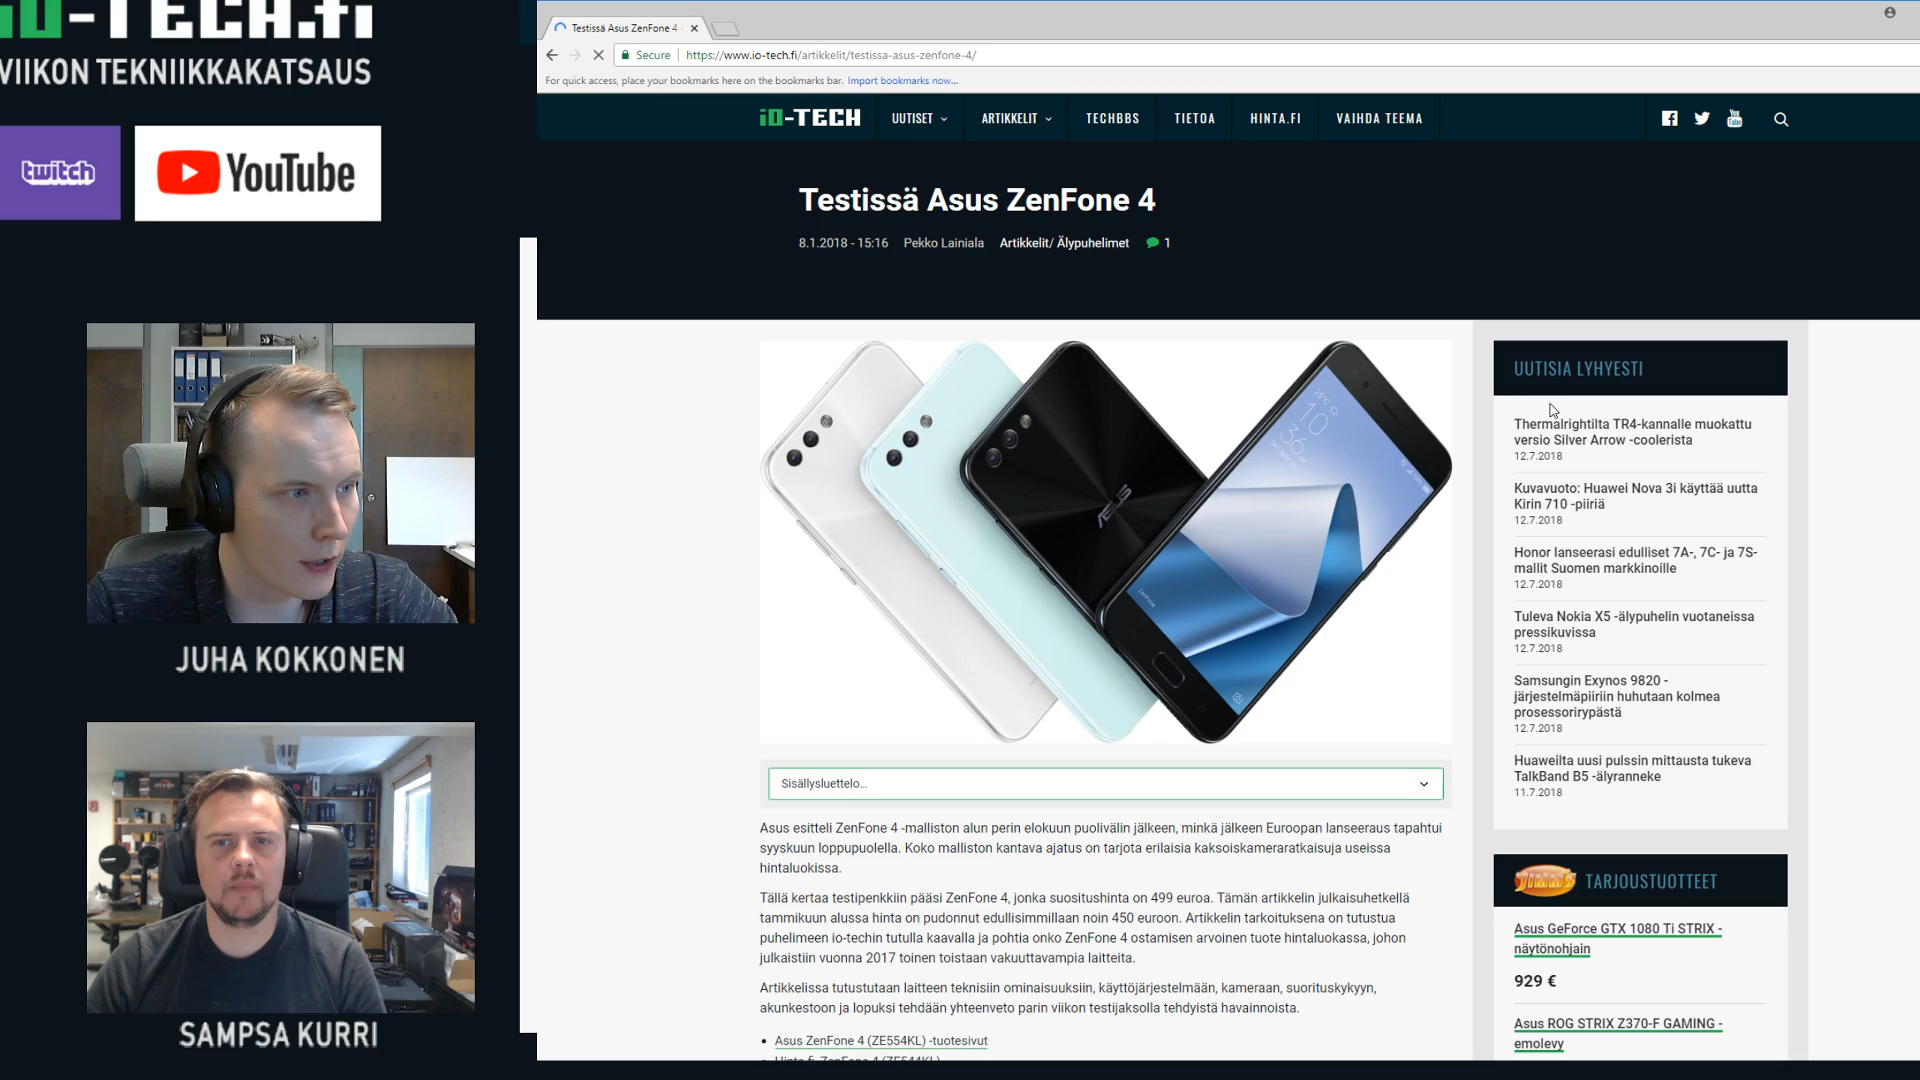 iO-TECH.fi
VIIKON TEKNIIKKAKATSAUS
twitch
YouTube
JUHA KOKKONEN
SAMPSA KURRI
Testissä Asus ZenFone 4
Secure
https://www.io-tech.fi/artikkelit/testissa-asus-zenfone-4/
For quick access, place your bookmarks here on the bookmarks bar. Import bookmarks now...
iO-TECH
UUTISET
ARTIKKELIT
TECHBBS
TIETOA
HINTA.FI
VAIHDA TEEMA
You
Tube
Testissä Asus ZenFone 4
8.1.2018 - 15:16 Pekko Lainiala Artikkelit/ Älypuhelimet 1
ASUS
10
36
ZenFone
Sisällysluettelo...
Asus esitteli ZenFone 4 -malliston alun perin elokuun puolivälin jälkeen, minkä jälkeen Euroopan lanseeraus tapahtui
syyskuun loppupuolella. Koko malliston kantava ajatus on tarjota erilaisia kaksoiskameraratkaisuja useissa
hintaluokissa.
Tällä kertaa testipenkkiin pääsi ZenFone 4, jonka suositushinta on 499 euroa. Tämän artikkelin julkaisuhetkellä
tammikuun alussa hinta on pudonnut edullisimmillaan noin 450 euroon. Artikkelin tarkoituksena on tutustua
puhelimeen io-techin tutulla kaavalla ja pohtia onko ZenFone 4 ostamisen arvoinen tuote hintaluokassa, johon
julkaistiin vuonna 2017 toinen toistaan vakuuttavampia laitteita.
Artikkelissa tutustutaan laitteen teknisiin ominaisuuksiin, käyttöjärjestelmään, kameraan, suorituskykyyn,
akunkestoon ja lopuksi tehdään yhteenveto parin viikon testijaksolla tehdyistä havainnoista.
• Asus ZenFone 4 (ZE554KL) -tuotesivut
• Hinta.fi: ZenFone 4 (ZE544KL)
UUTISIA LYHYESTI
Thermalrightilta TR4-kannalle muokattu
versio Silver Arrow -coolerista
12.7.2018
Kuvavuoto: Huawei Nova 3i käyttää uutta
Kirin 710 -piiriä
12.7.2018
Honor lanseerasi edulliset 7A-, 7C- ja 7S-
mallit Suomen markkinoille
12.7.2018
Tuleva Nokia X5 -älypuhelin vuotaneissa
pressikuvissa
12.7.2018
Samsungin Exynos 9820 -
järjestelmäpiiriin huhutaan kolmea
prosessorirypästä
12.7.2018
Huaweilta uusi pulssin mittausta tukeva
TalkBand B5 -älyranneke
11.7.2018
JIMMS TARJOUSTUOTTEET
Asus GeForce GTX 1080 Ti STRIX -
näytönohjain
929 €
Asus ROG STRIX Z370-F GAMING -
emolevy